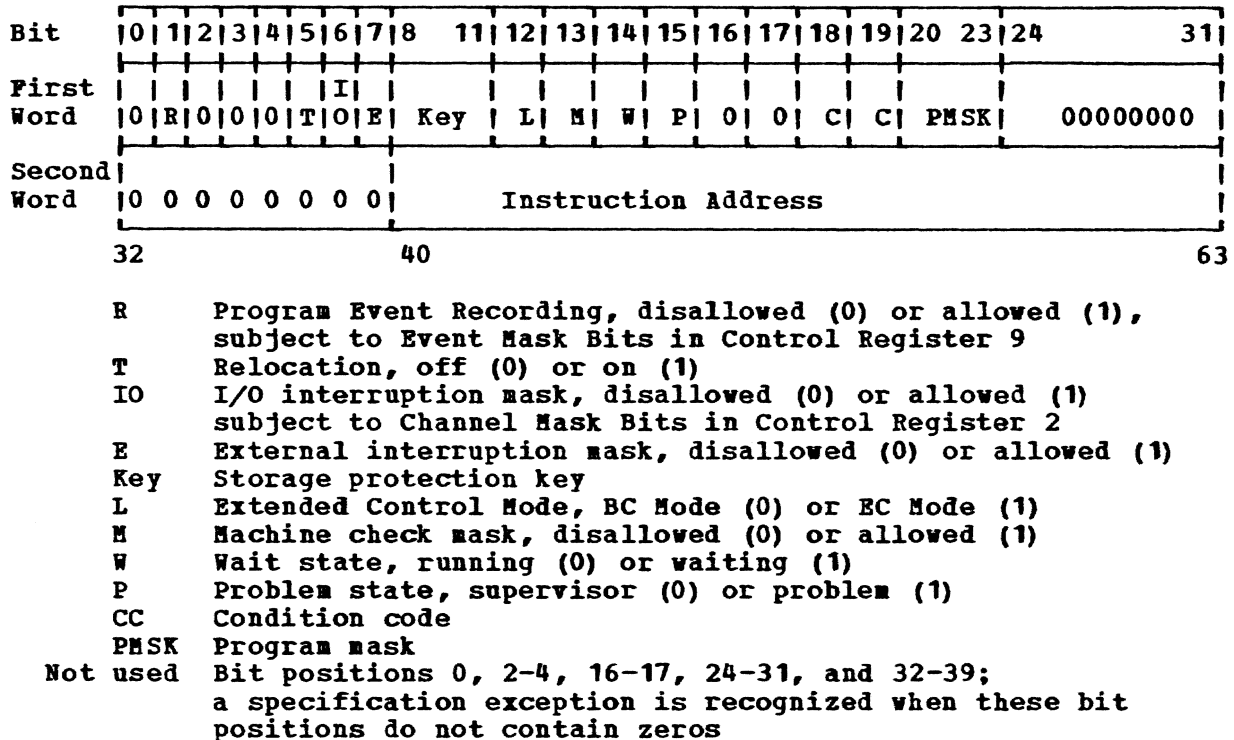 Bit |0|1|2|3|4|5|6|7|8 11|12|13|14|15|16|17|18|19|20 23|24 31|
First | | | | | | |I| | | | | | | | | | | | |
Word |0|R|0|0|0|T|O|E| Key | L| M| W| P| 0| 0| C| C| PMSK| 00000000 |
Second|
Word |0 0 0 0 0 0 0 0| Instruction Address |
32 40 63
R Program Event Recording, disallowed (0) or allowed (1),
subject to Event Mask Bits in Control Register 9
T Relocation, off (0) or on (1)
IO I/O interruption mask, disallowed (0) or allowed (1)
subject to Channel Mask Bits in Control Register 2
E External interruption mask, disallowed (0) or allowed (1)
Key Storage protection key
L Extended Control Mode, BC Mode (0) or EC Mode (1)
M Machine check mask, disallowed (0) or allowed (1)
W Wait state, running (0) or waiting (1)
P Problem state, supervisor (0) or problem (1)
CC Condition code
PMSK Program mask
Not used Bit positions 0, 2-4, 16-17, 24-31, and 32-39;
a specification exception is recognized when these bit
positions do not contain zeros